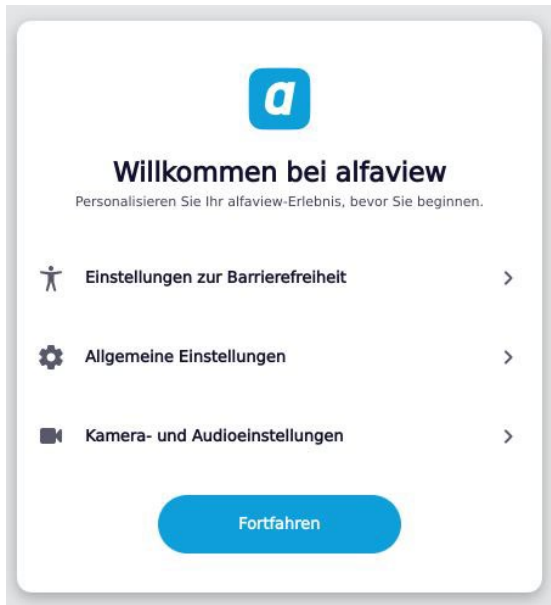 a
Willkommen bei alfaview
Personalisieren Sie Ihr alfaview-Erlebnis, bevor Sie beginnen.
Einstellungen zur Barrierefreiheit
Allgemeine Einstellungen
Kamera- und Audioeinstellungen
Fortfahren